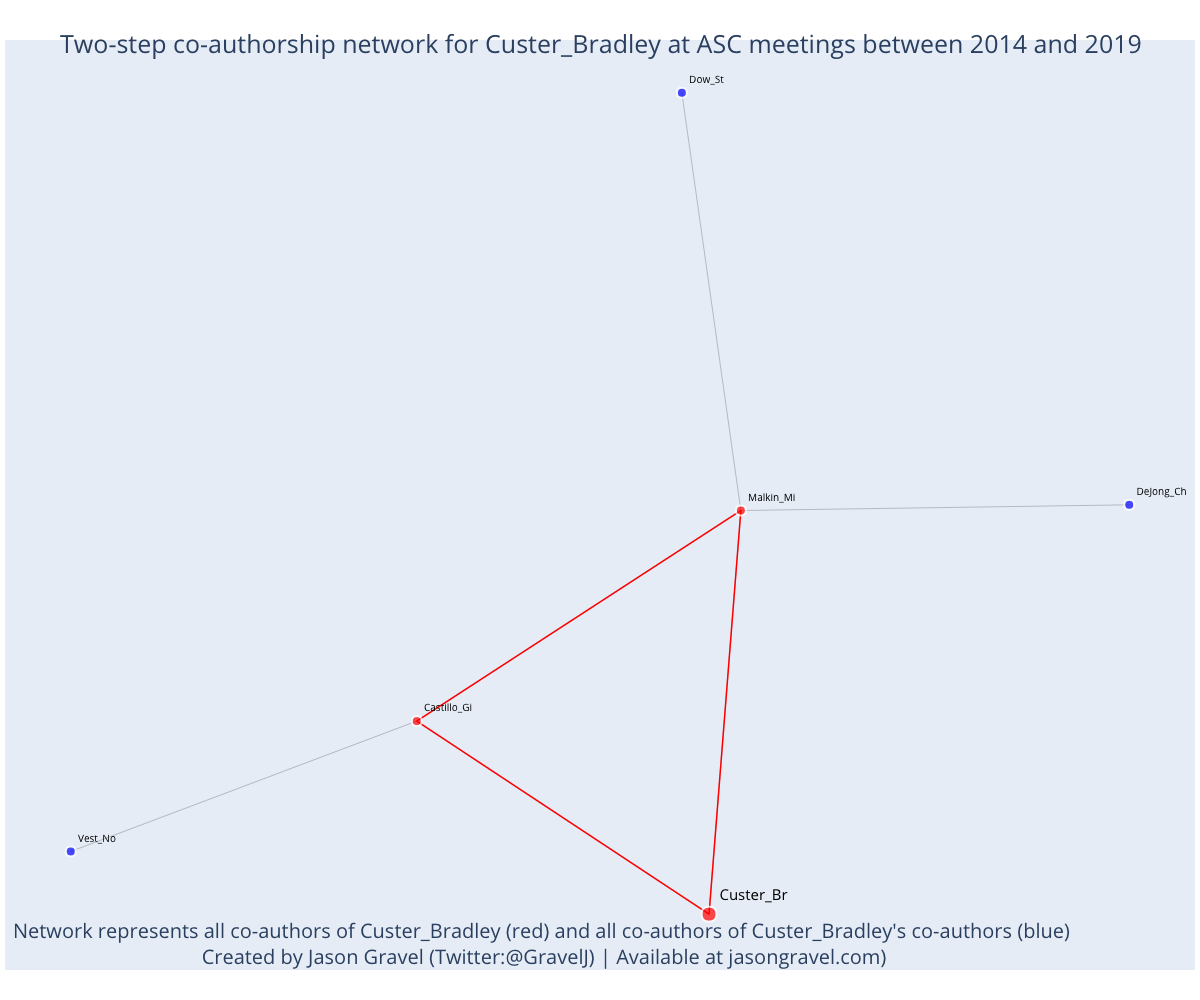 Two-step co-authorship network for Custer_Bradley at ASC meetings between 2014 and 2019
Dow_St
DeJong_Ch
Malkin_Mi
Castillo_Gi
Vest_No
Custer_Br
Network represents all co-authors of Custer_Bradley (red) and all co-authors of Custer_Bradley's co-authors (blue)
Created by Jason Gravel (Twitter:@GravelJ) | Available at jasongravel.com)